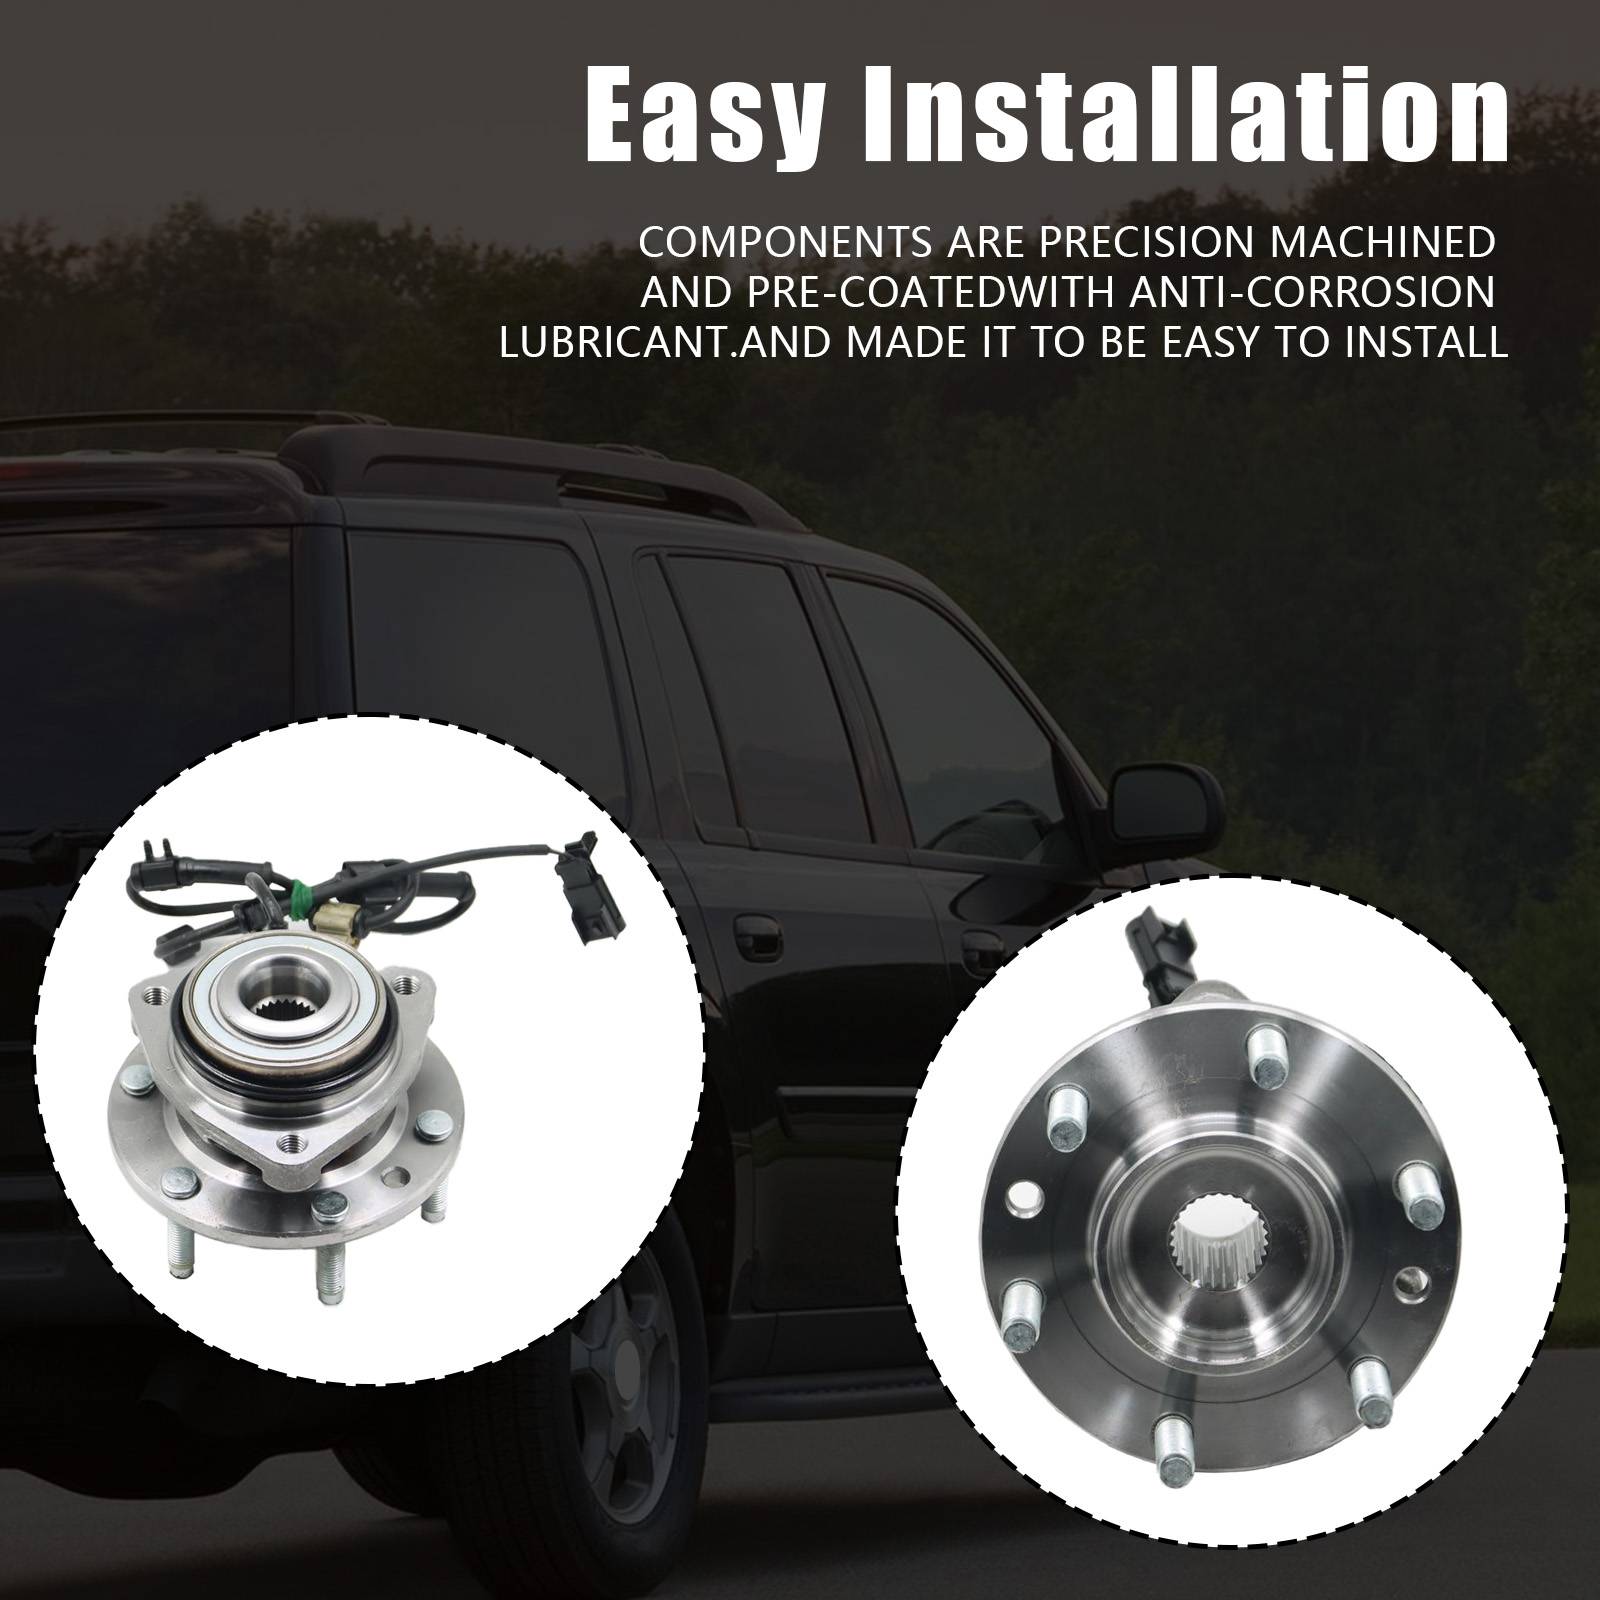 Easy Installation
COMPONENTS ARE PRECISION MACHINED
AND PRE-COATEDWITH ANTI-CORROSION
LUBRICANT.AND MADE IT TO BE EASY TO INSTALL